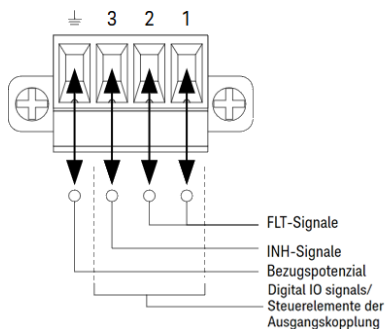 3 2 1
FLT-Signale
INH-Signale
Bezugspotenzial
Digital IO signals/
Steuerelemente der
Ausgangskopplung